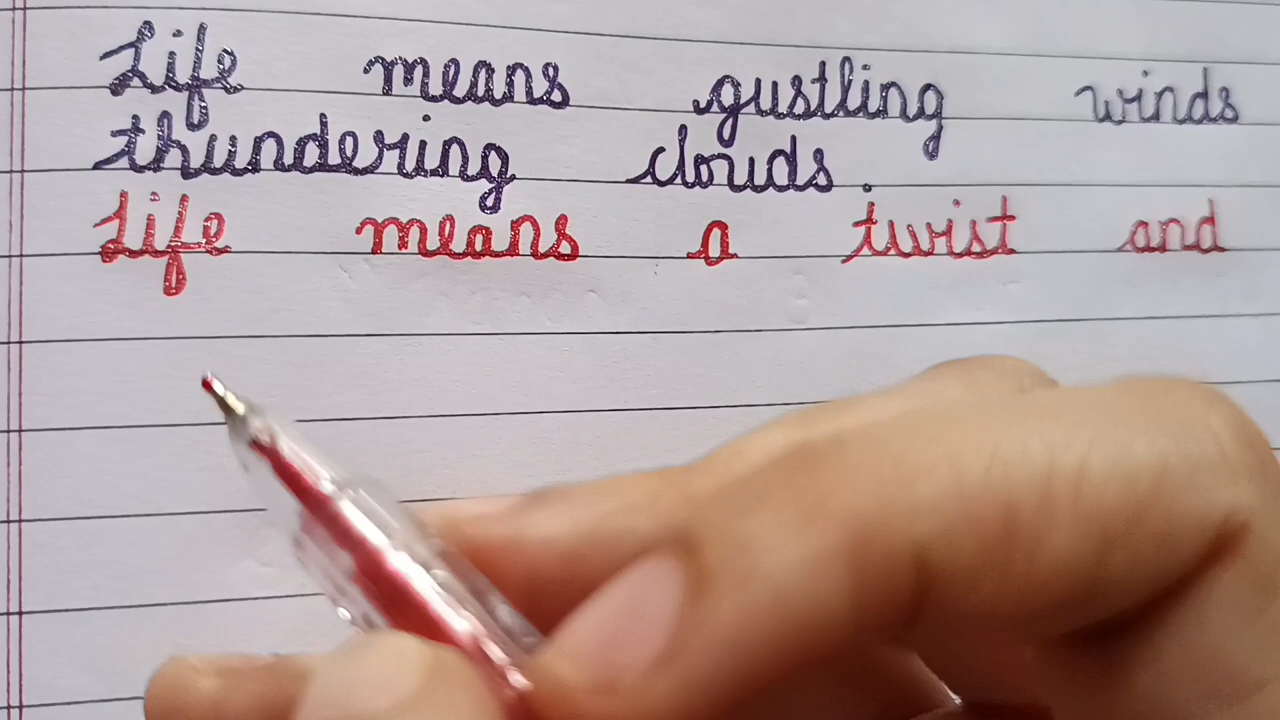 Life means gustling winds
thundering clouds.
Life means a twist and